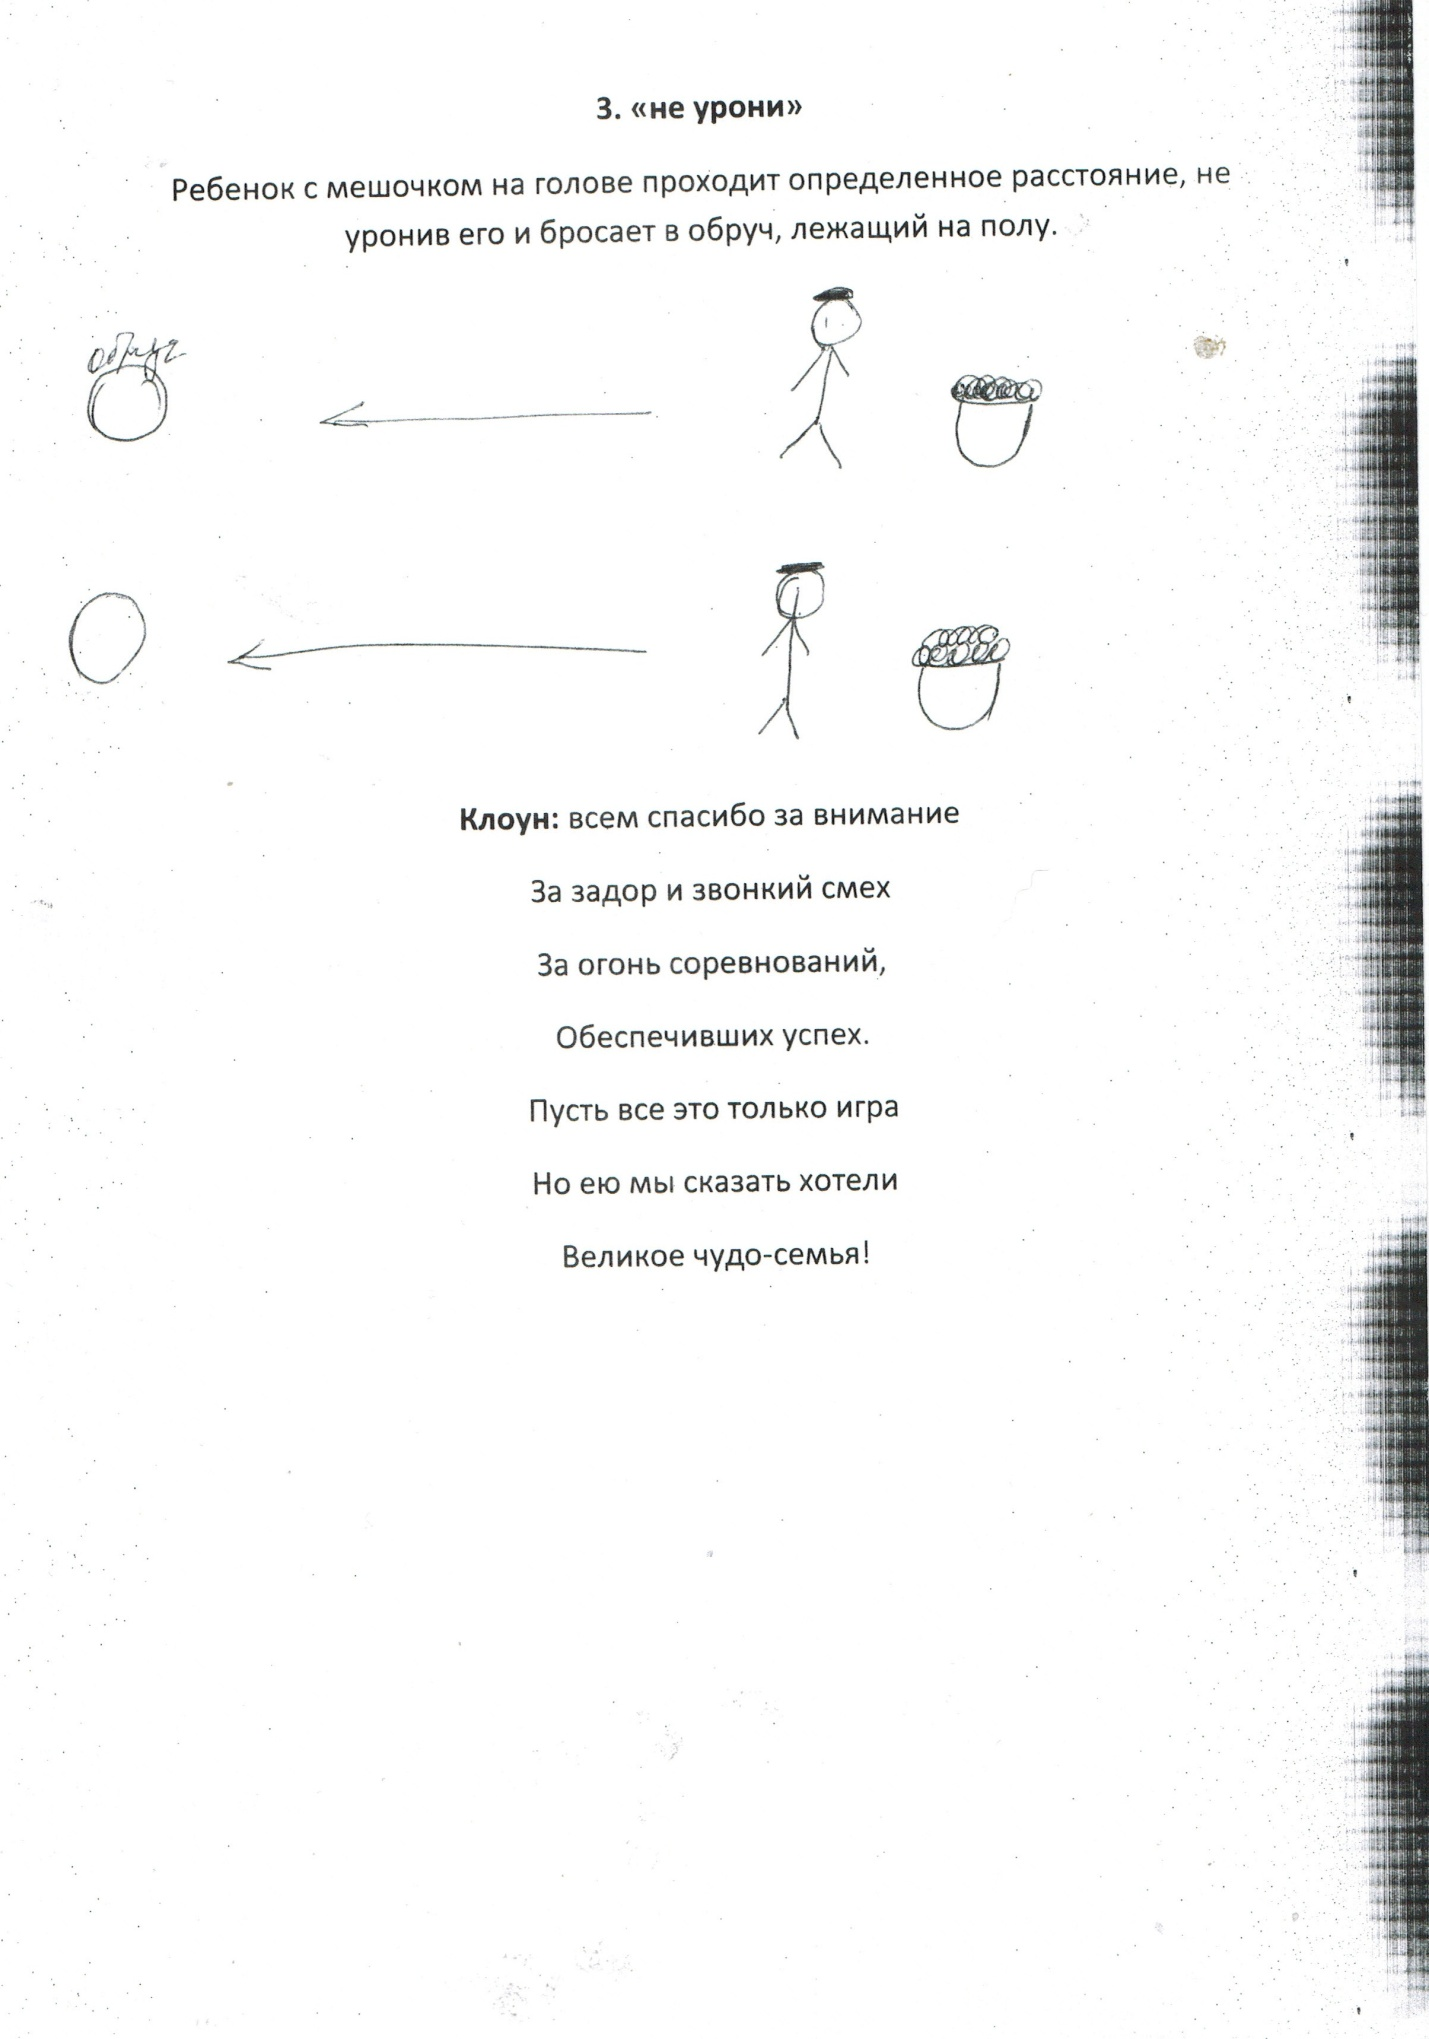 3. «не урони»
Ребенок с мешочком на голове проходит определенное расстояние, не
уронив его и бросает в обруч, лежащий на полу.
обруч
Клоун: всем спасибо за внимание
За задор и звонкий смех
За огонь соревнований,
Обеспечивших успех.
Пусть все это только игра
Но ею мы сказать хотели
Великое чудо-семья!